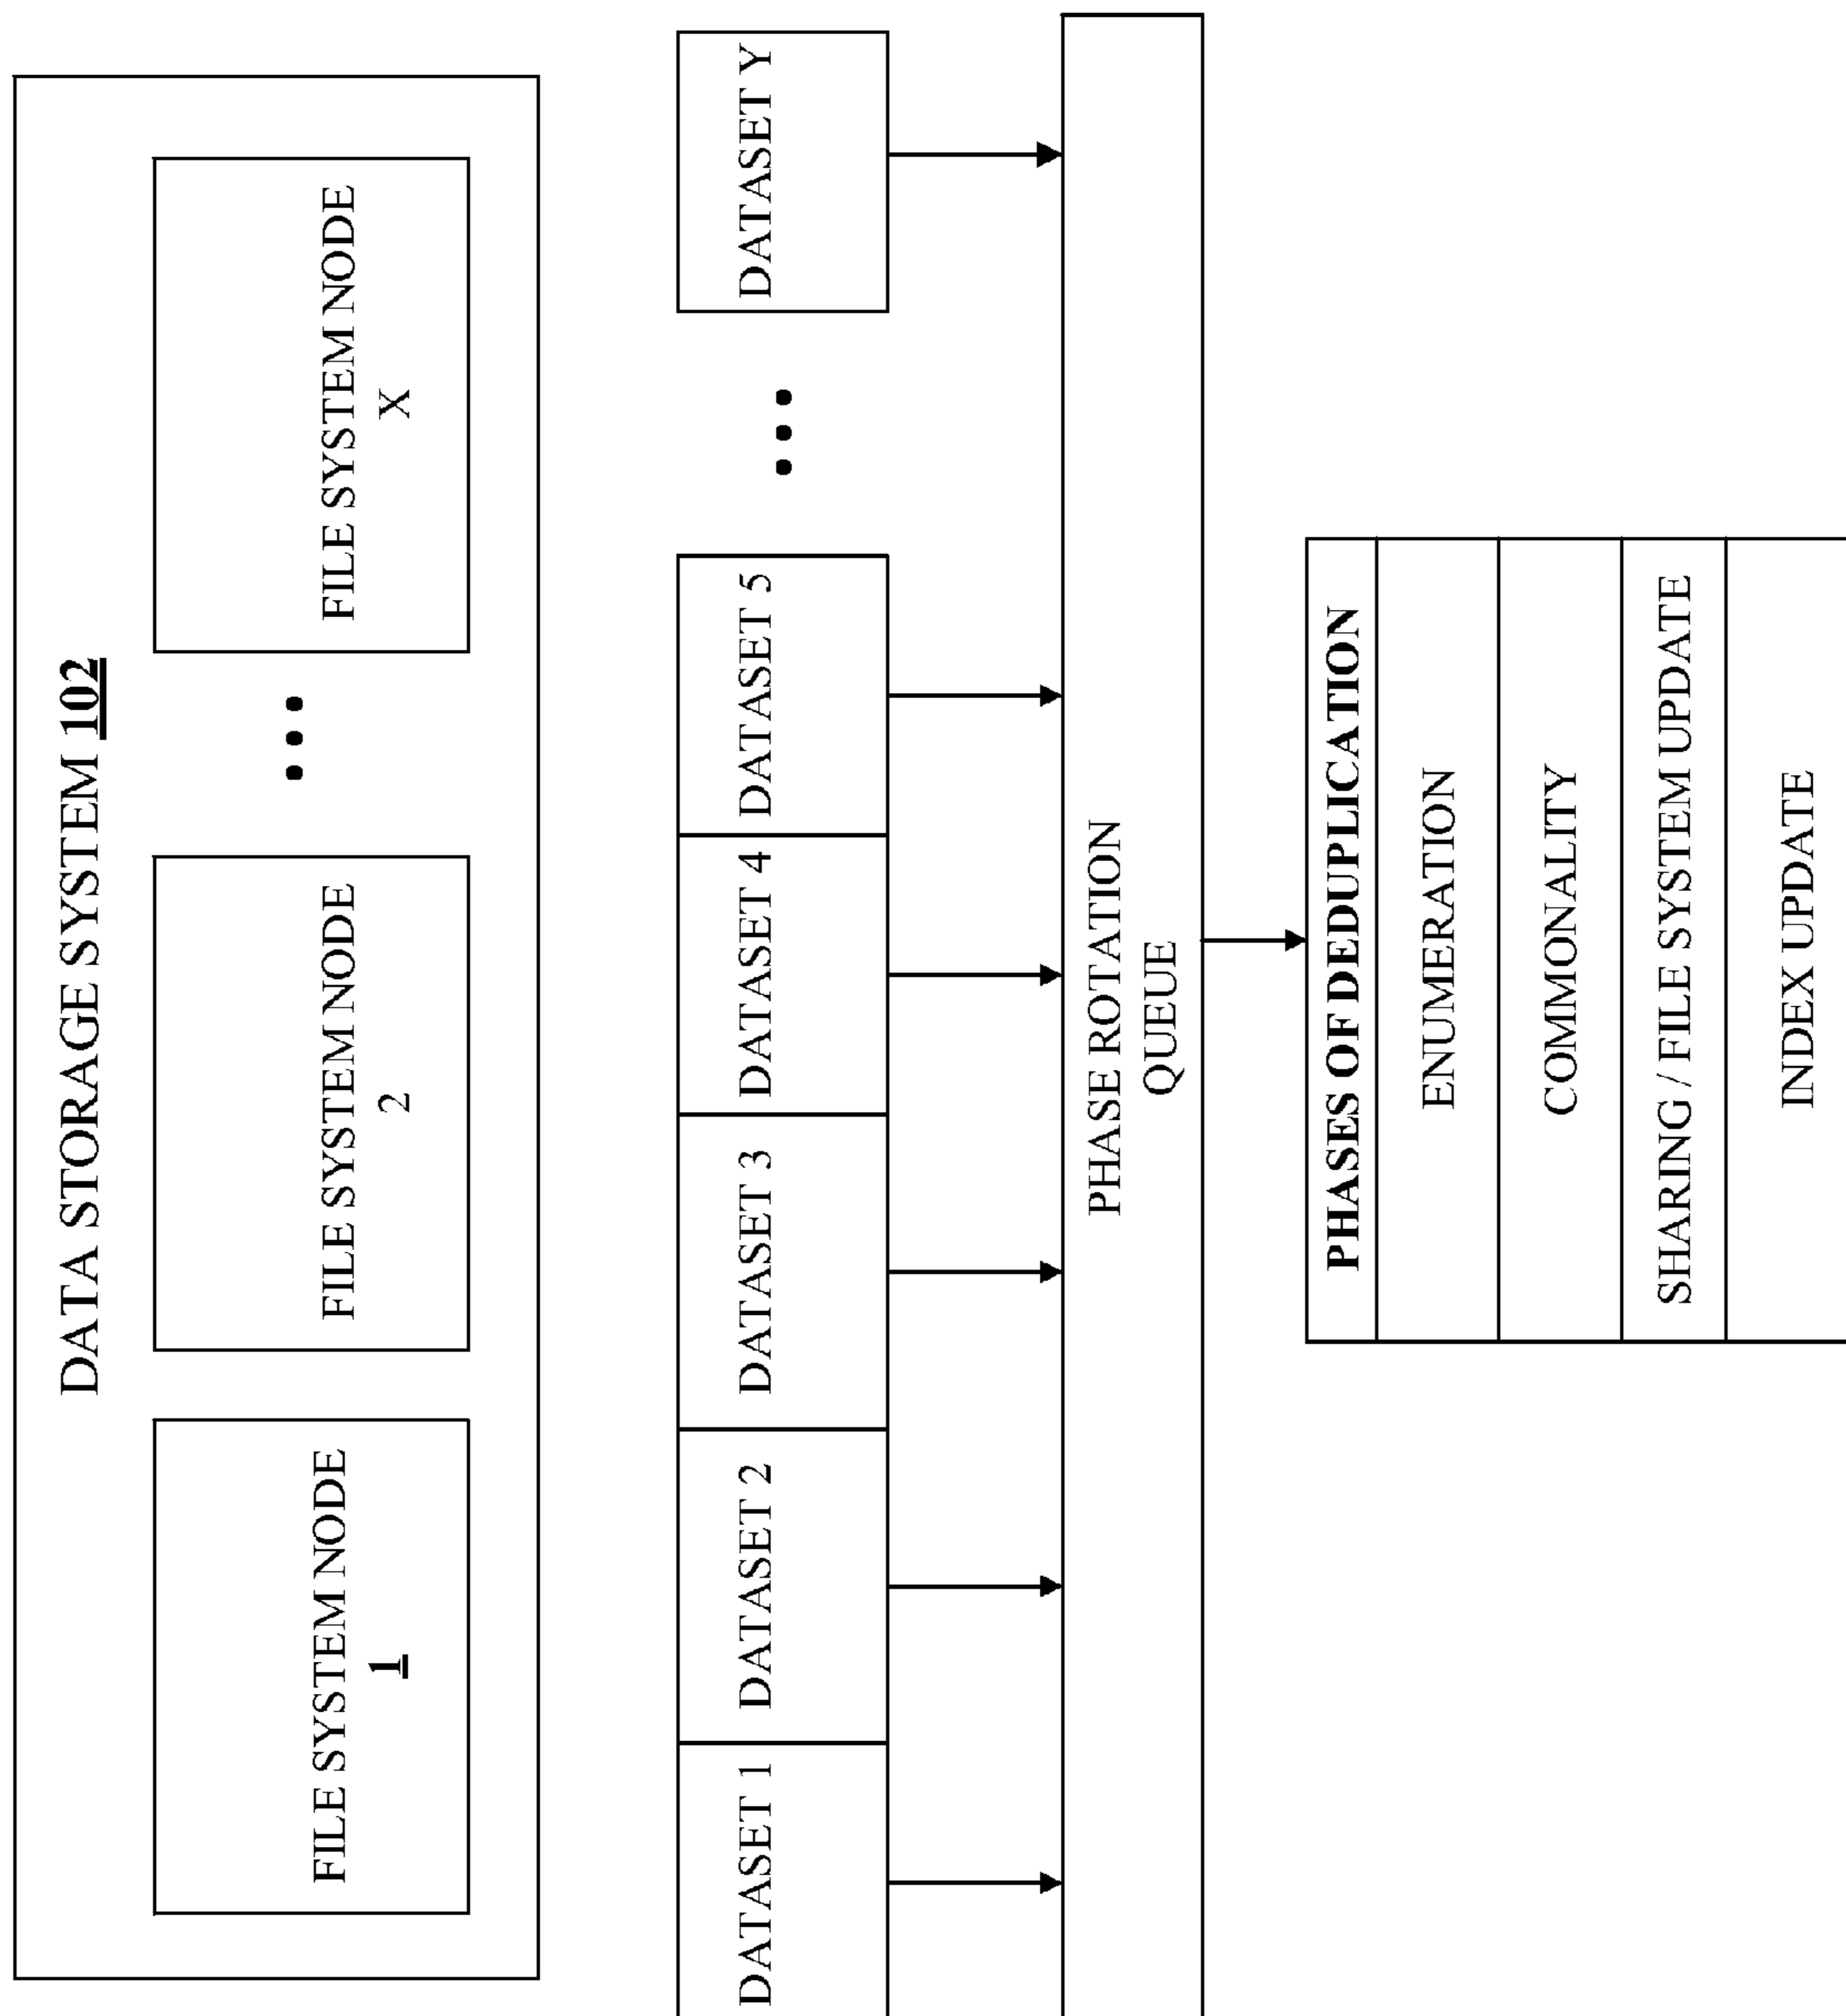 DATA STORAGE SYSTEM 102
FILE SYSTEM NODE
1
FILE SYSTEM NODE
2
FILE SYSTEM NODE
X
DATASET 1
DATASET 2
DATASET 3
DATASET 4
DATASET 5
DATASET Y
PHASE ROTATION
QUEUE
PHASES OF DEDUPLICATION
ENUMERATION
COMMONALITY
SHARING / FILE SYSTEM UPDATE
INDEX UPDATE